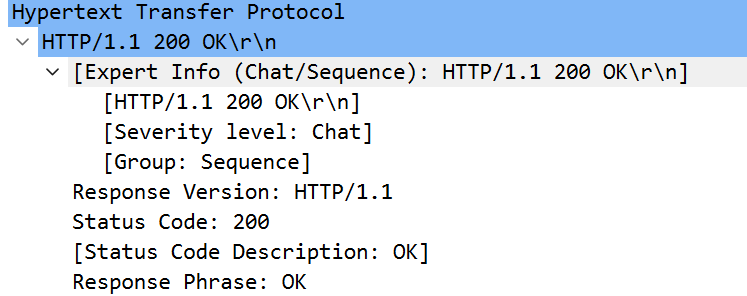 Hypertext Transfer Protocol
HTTP/1.1 200 OK\r\n
[Expert Info (Chat/Sequence): HTTP/1.1 200 OK\r\n]
[HTTP/1.1 200 OK\r\n]
[Severity level: Chat]
[Group: Sequence]
Response Version: HTTP/1.1
Status Code: 200
[Status Code Description: OK]
Response Phrase: OK